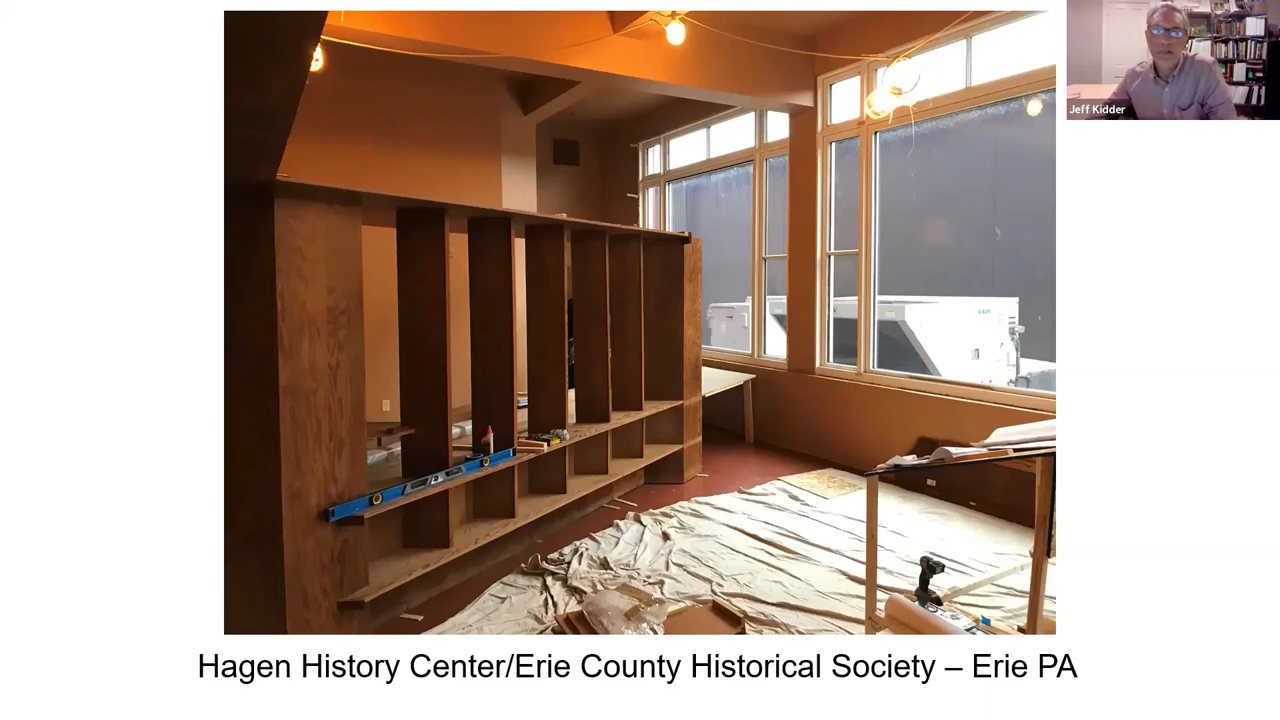 Jeff Kidder
Hagen History Center/Erie County Historical Society – Erie PA